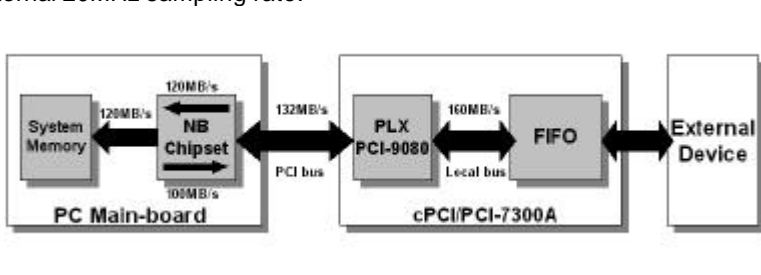 120MB/s
System
Memory
120MB/s
NB
Chipset
100MB/s
PC Main-board
132MB/s
PCI bus
PLX
PCI-9080
160MB/s
Local bus
FIFO
cPCI/PCI-7300A
External
Device